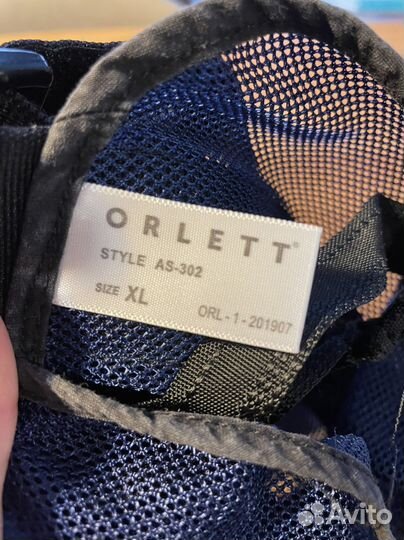 ORLETT®
STYLE AS-302
SIZE XL
ORL - 1 - 201907
Avito